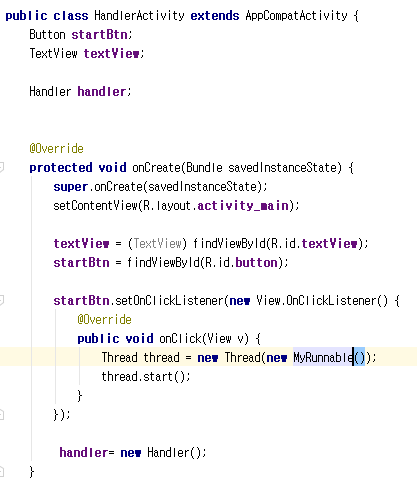 public class HandlerActivity extends AppCompatActivity {
Button startBtn;
TextView textView;
Handler handler;
@Override
protected void onCreate(Bundle savedInstanceState) {
super.onCreate(savedInstanceState);
setContentView(R.layout.activity_main);
textView = (TextView) findViewById(R.id.textView);
startBtn = findViewById(R.id.button);
startBtn.setOnClickListener(new View.OnClickListener() {
@Override
public void onClick(View v) {
Thread thread = new Thread(new MyRunnable());
thread.start();
}
});
handler= new Handler();
}